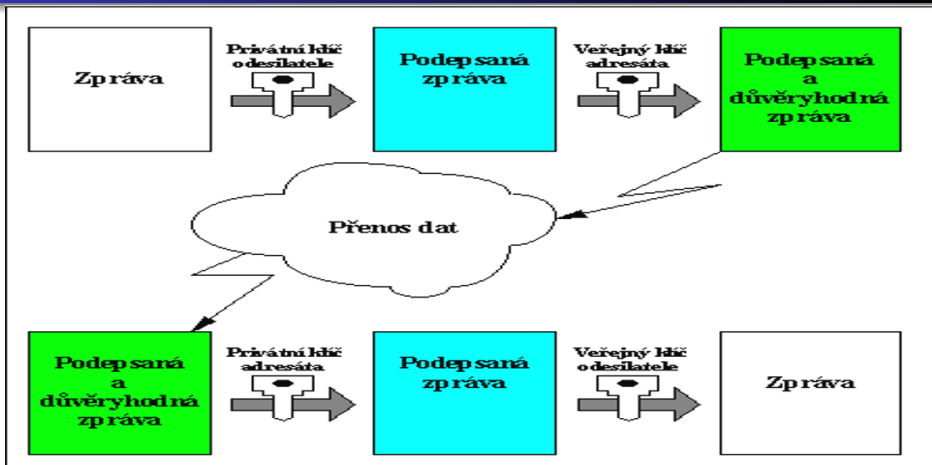 Zpráva
Privátní klíč
odesílatele
Podepsaná
zpráva
Veřejný klíč
adresáta
Podepsaná
a
důvěryhodná
zpráva
Přenos dat
Podepsaná
a
důvěryhodná
zpráva
Privátní klíč
adresáta
Podepsaná
zpráva
Veřejný klíč
odesílatele
Zpráva